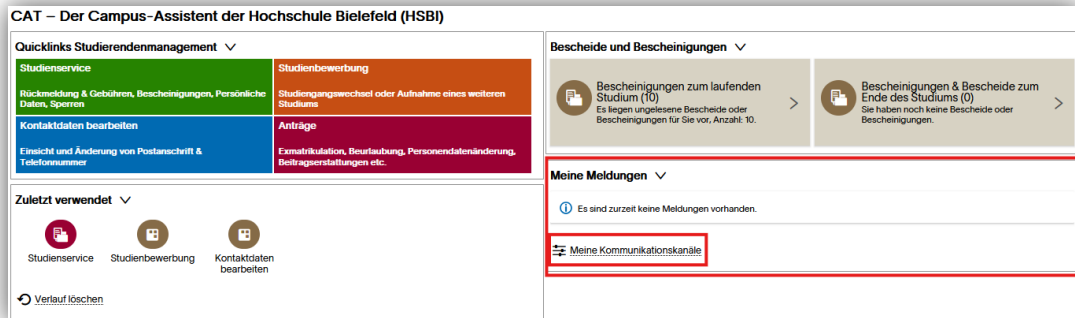 CAT – Der Campus-Assistent der Hochschule Bielefeld (HSBI)
Quicklinks Studierendenmanagement
Studienservice
Rückmeldung & Gebühren, Bescheinigungen, Persönliche
Daten, Sperren
Studienbewerbung
Studiengangswechsel oder Aufnahme eines weiteren
Studiums
Kontaktdaten bearbeiten
Einsicht und Änderung von Postanschrift &
Telefonnummer
Anträge
Exmatrikulation, Beurlaubung, Personendatenänderung,
Beitragserstattungen etc.
Zuletzt verwendet
Studienservice
Studienbewerbung
Kontaktdaten
bearbeiten
Verlauf löschen
Bescheide und Bescheinigungen
Bescheinigungen zum laufenden
Studium (10)
Es liegen ungelesene Bescheide oder
Bescheinigungen für Sie vor, Anzahl: 10.
Bescheinigungen & Bescheide zum
Ende des Studiums (0)
Sie haben noch keine Bescheide oder
Bescheinigungen.
Meine Meldungen
Es sind zurzeit keine Meldungen vorhanden.
Meine Kommunikationskanäle